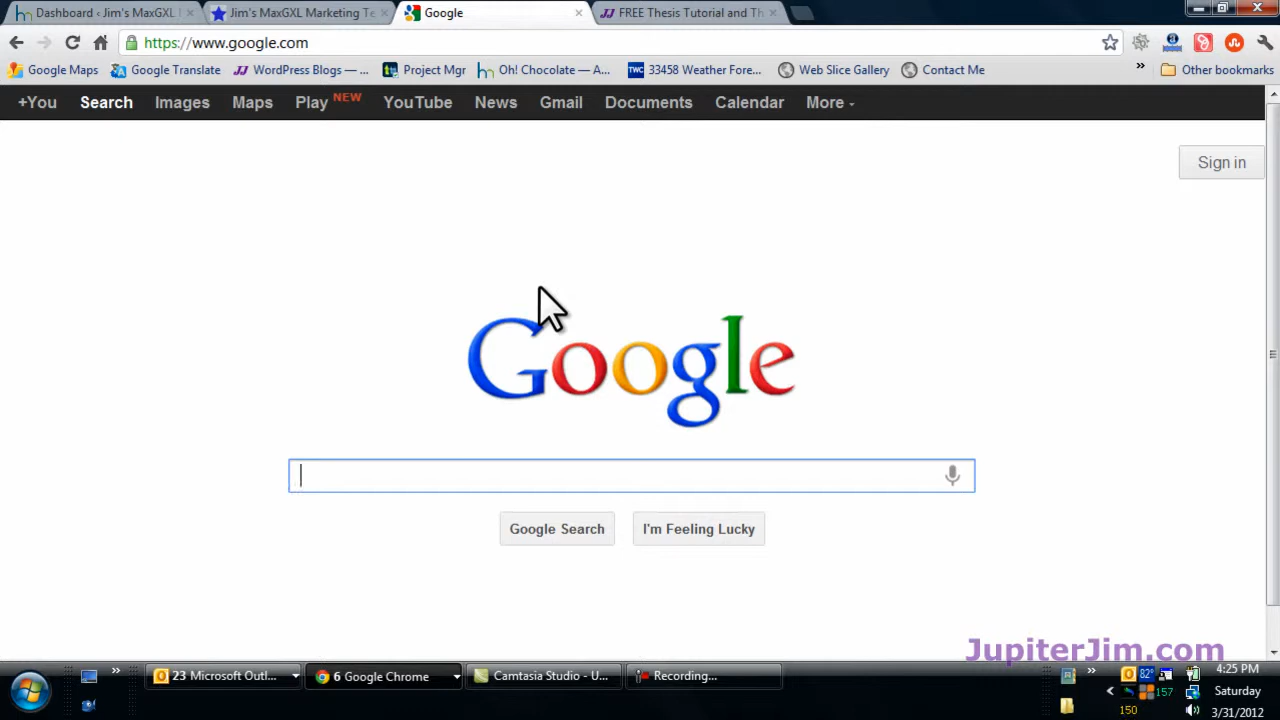 Dashboard ‹ Jim's MaxGXL
Jim's MaxGXL Marketing Te
Google
FREE Thesis Tutorial and Th
https://www.google.com
Google Maps
Google Translate
WordPress Blogs — ...
Project Mgr
Oh! Chocolate — A...
33458 Weather Fore...
Web Slice Gallery
Contact Me
Other bookmarks
+You Search Images Maps Play NEW YouTube News Gmail Documents Calendar More
Sign in
Google
Google Search
I'm Feeling Lucky
JupiterJim.com
23 Microsoft Outl...
6 Google Chrome
Camtasia Studio - U...
Recording...
82°
157
150
4:25 PM
Saturday
3/31/2012